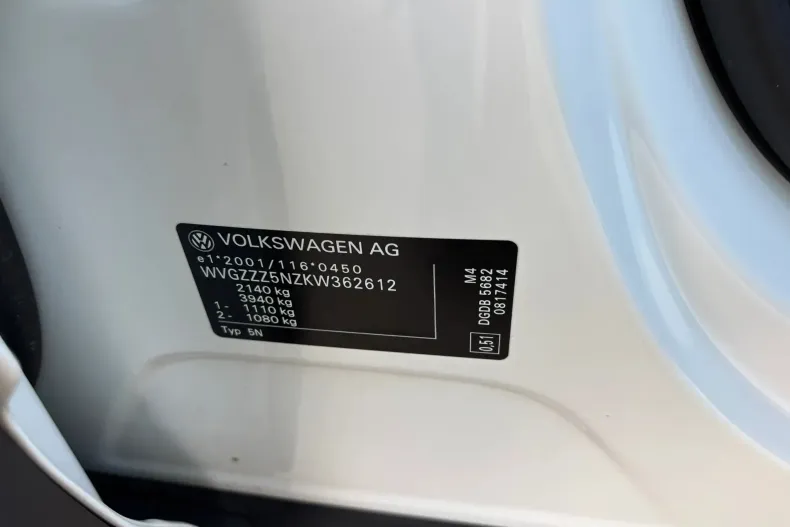 VOLKSWAGEN AG
e1*2001/116*0450
WVGZZZ5NZKW362612
2140 kg
3940 kg
1- 1110 kg
2- 1080 kg
Typ 5N
M4
DGDB 5682
0817414
0,51